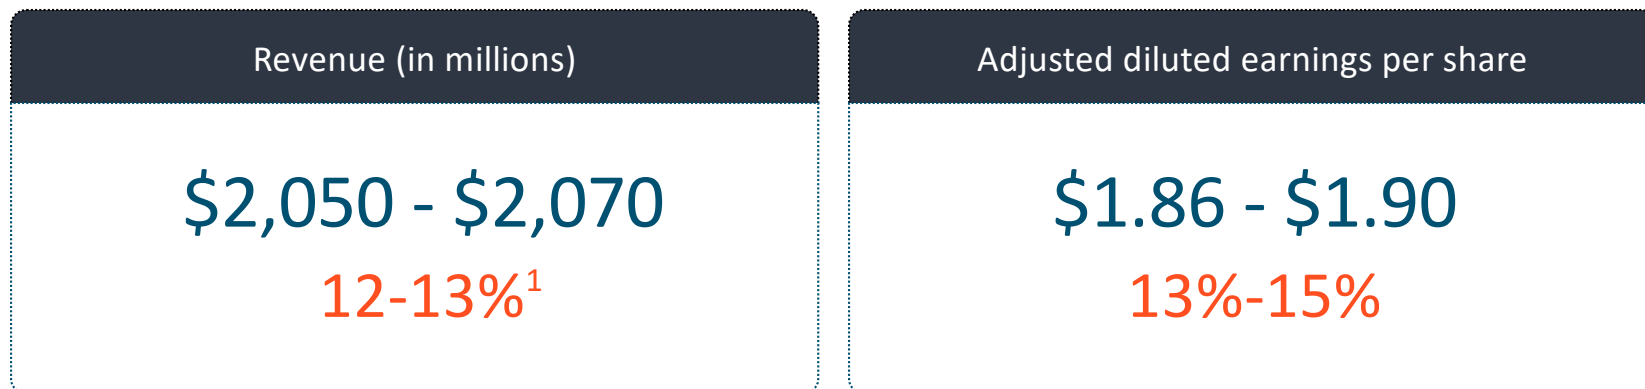 Revenue (in millions)
$2,050 - $2,070
12-13%¹
Adjusted diluted earnings per share
$1.86 - $1.90
13%-15%